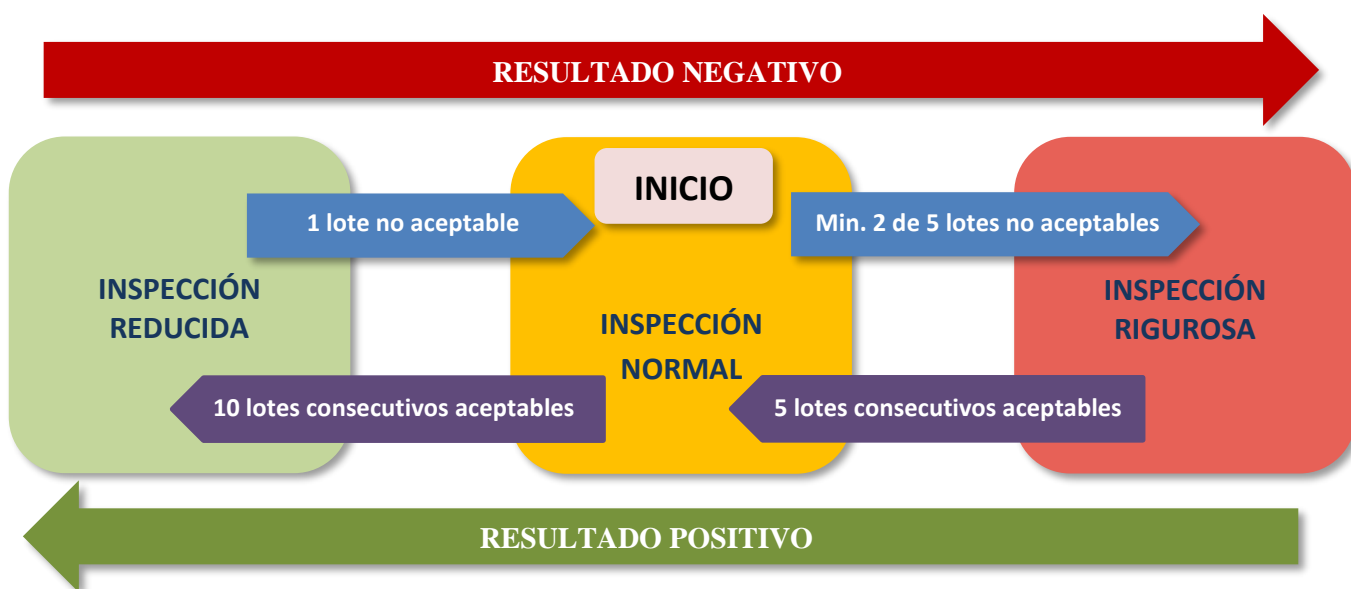 RESULTADO NEGATIVO
INICIO
1 lote no aceptable
Min. 2 de 5 lotes no aceptables
INSPECCIÓN
REDUCIDA
INSPECCIÓN
NORMAL
INSPECCIÓN
RIGUROSA
10 lotes consecutivos aceptables
5 lotes consecutivos aceptables
RESULTADO POSITIVO